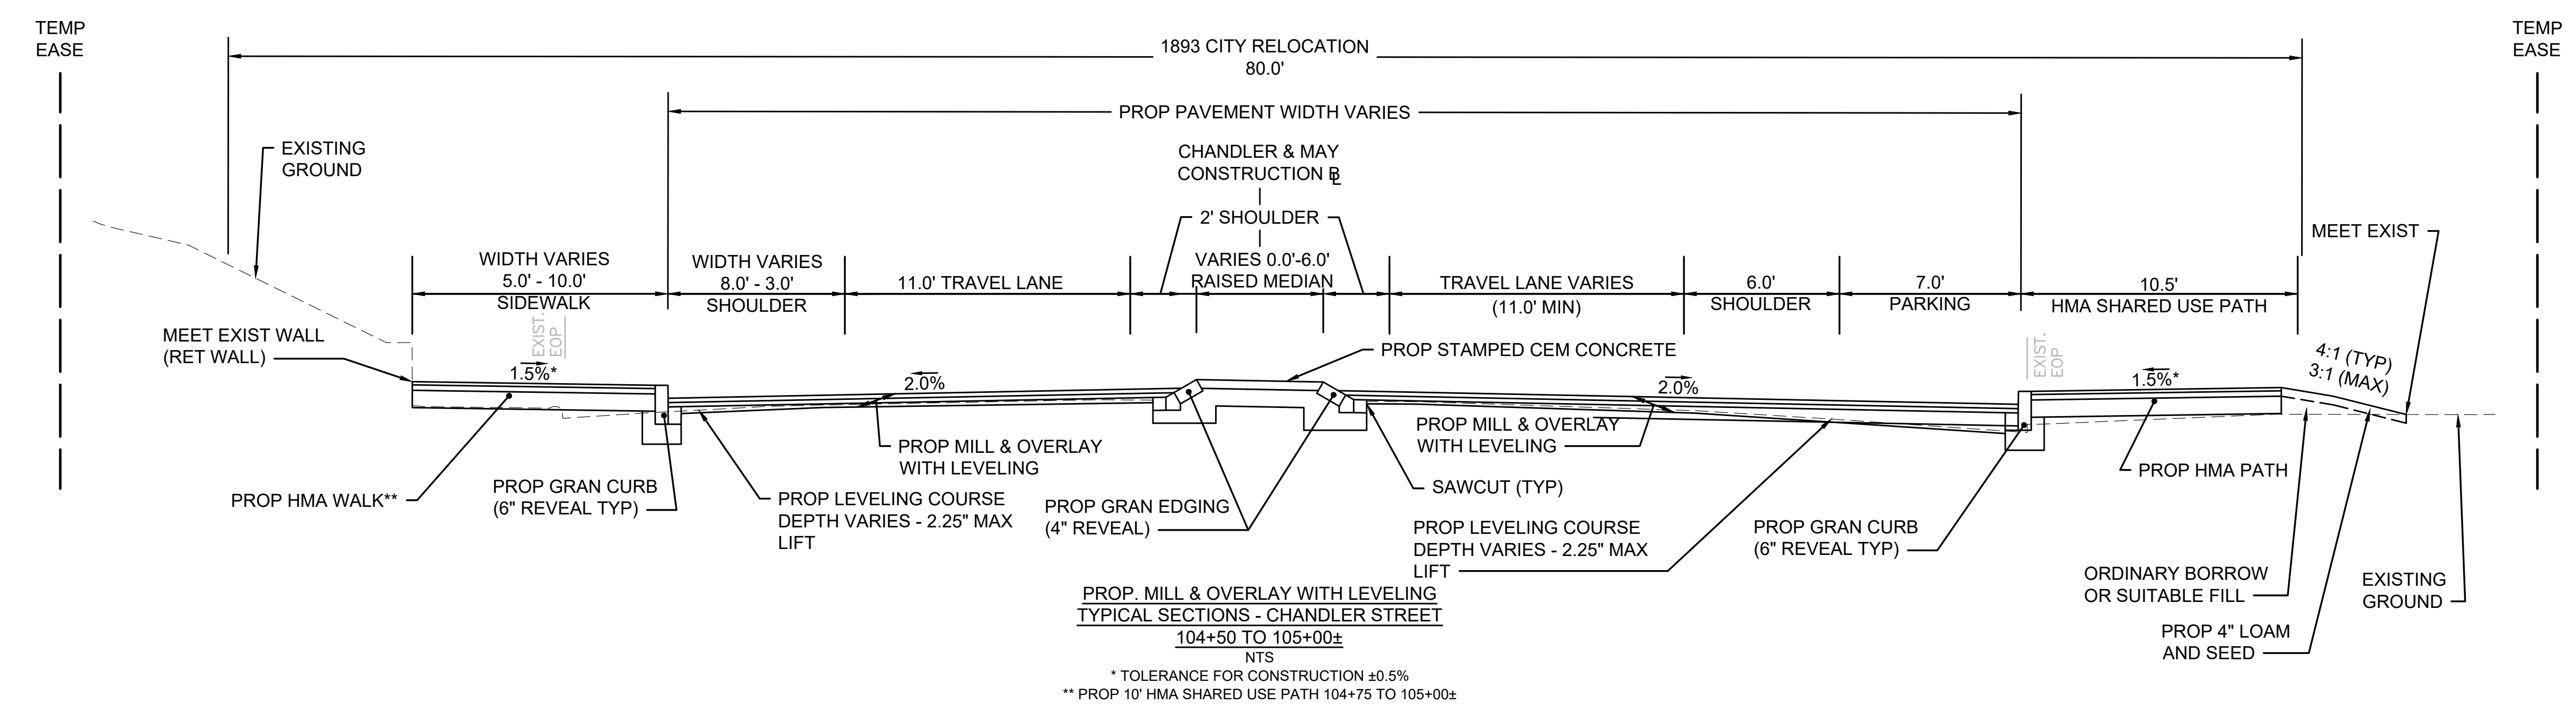 TEMP
EASE
TEMP
EASE
1893 CITY RELOCATION
80.0'
PROP PAVEMENT WIDTH VARIES
EXISTING
GROUND
CHANDLER & MAY
CONSTRUCTION BL
2' SHOULDER
MEET EXIST
WIDTH VARIES
5.0' - 10.0'
SIDEWALK
WIDTH VARIES
8.0' - 3.0'
SHOULDER
11.0' TRAVEL LANE
VARIES 0.0'-6.0'
RAISED MEDIAN
TRAVEL LANE VARIES
(11.0' MIN)
6.0'
SHOULDER
7.0'
PARKING
10.5'
HMA SHARED USE PATH
MEET EXIST WALL
(RET WALL)
EXIST.
EOP
EXIST.
EOP
PROP STAMPED CEM CONCRETE
4:1 (TYP)
3:1 (MAX)
1.5%*
2.0%
2.0%
1.5%*
PROP HMA WALK**
PROP GRAN CURB
(6" REVEAL TYP)
PROP MILL & OVERLAY
WITH LEVELING
PROP LEVELING COURSE
DEPTH VARIES - 2.25" MAX
LIFT
PROP GRAN EDGING
(4" REVEAL)
PROP MILL & OVERLAY
WITH LEVELING
SAWCUT (TYP)
PROP LEVELING COURSE
DEPTH VARIES - 2.25" MAX
LIFT
PROP GRAN CURB
(6" REVEAL TYP)
PROP HMA PATH
ORDINARY BORROW
OR SUITABLE FILL
EXISTING
GROUND
PROP 4" LOAM
AND SEED
PROP. MILL & OVERLAY WITH LEVELING
TYPICAL SECTIONS - CHANDLER STREET
104+50 TO 105+00±
NTS
* TOLERANCE FOR CONSTRUCTION ±0.5%
** PROP 10' HMA SHARED USE PATH 104+75 TO 105+00±